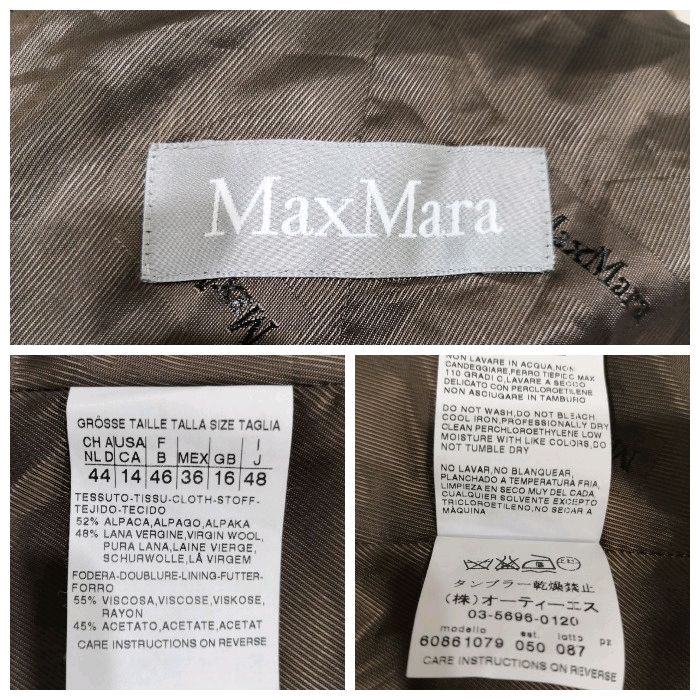 MaxMara
MaxMara
MaxMara
GRÖSSE TAILLE TALLA SIZE TAGLIA
CH A USA F I
NL D CA B MEX GB J
44 14 46 36 16 48
TESSUTO-TISSU-CLOTH-STOFF-
TEJIDO-TECIDO
52% ALPACA,ALPAGO,ALPAKA
48% LANA VERGINE,VIRGIN WOOL,
PURA LANA,LAINE VIERGE,
SCHURWOLLE,LÃ VIRGEM
FODERA-DOUBLURE-LINING-FUTTER-
FORRO
55% VISCOSA,VISCOSE,VISKOSE,
RAYON
45% ACETATO,ACETATE,ACETAT
CARE INSTRUCTIONS ON REVERSE
NON LAVARE IN ACQUA,NON
CANDEGGIARE,FERRO TIEPIDO MAX
110 GRADI C,LAVARE A SECCO
DELICATO CON PERCLOROETILENE
NON ASCIUGARE IN TAMBURO
DO NOT WASH,DO NOT BLEACH
COOL IRON,PROFESSIONALLY DRY
CLEAN PERCHLOROETHYLENE LOW
MOISTURE WITH LIKE COLORS,DO
NOT TUMBLE DRY
NO LAVAR,NO BLANQUEAR,
PLANCHADO A TEMPERATURA FRIA,
LIMPIEZA EN SECO MUY DELICADA
CUALQUIER SOLVENTE EXCEPTO
TRICLOROETILENO,NO SECAR A
MÁQUINA
タンブラー乾燥禁止
(株)オーティーエス
03-5696-0120
modello est. lotto pz
60861079 050 087
CARE INSTRUCTIONS ON REVERSE